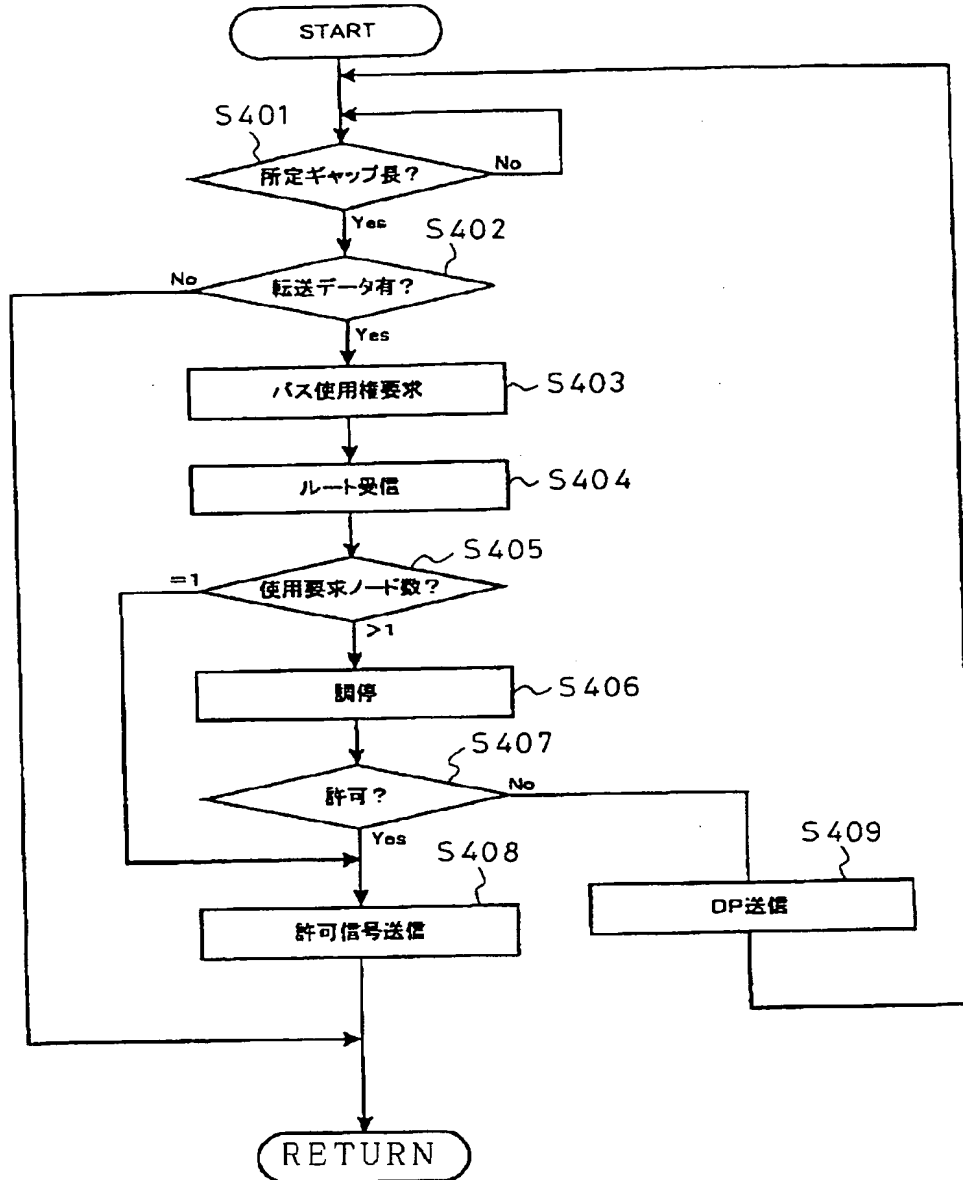 START
S401
所定ギャップ長?
No
Yes
S402
No
転送データ有?
Yes
バス使用権要求
S403
ルート受信
S404
S405
=1
使用要求ノード数?
>1
調停
S406
S407
許可?
No
Yes
S408
S409
許可信号送信
DP送信
RETURN